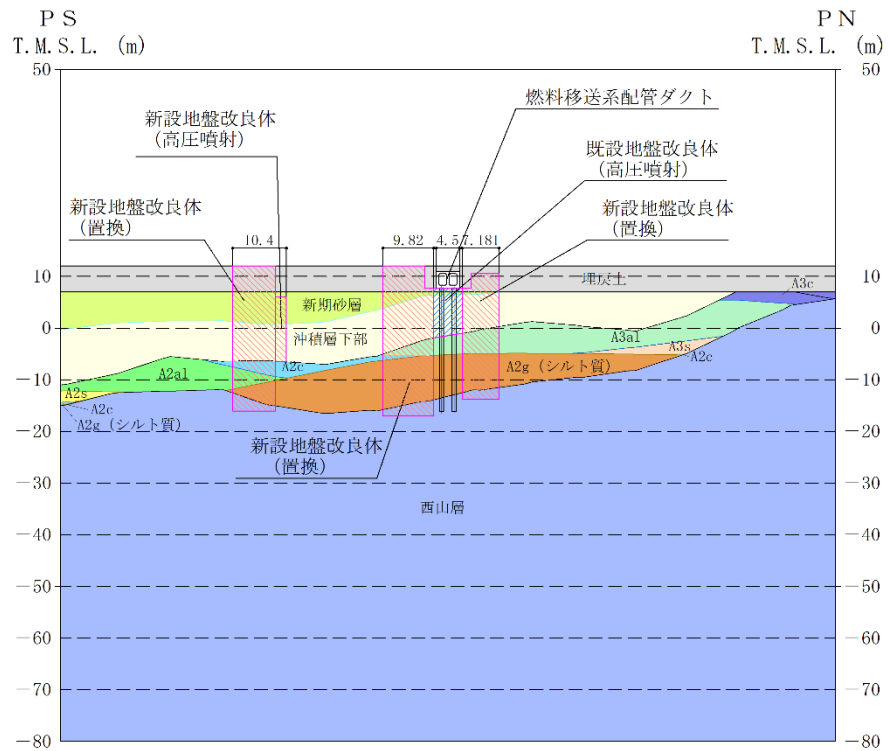 PS
PN
T.M.S.L. (m)
T.M.S.L. (m)
50
50
燃料移送系配管ダクト
新設地盤改良体
(高圧噴射)
既設地盤改良体
(高圧噴射)
新設地盤改良体
(置換)
新設地盤改良体
(置換)
10.4
9.82
4.5
7.181
10
埋戻土
A3c
10
新期砂層
0
沖積層下部
A3al
0
A3s
A2c
A2al
A2c
A2g(シルト質)
-10
-10
A2s
A2c
A2g(シルト質)
-20
-20
新設地盤改良体
(置換)
-30
-30
西山層
-40
-40
-50
-50
-60
-60
-70
-70
-80
-80